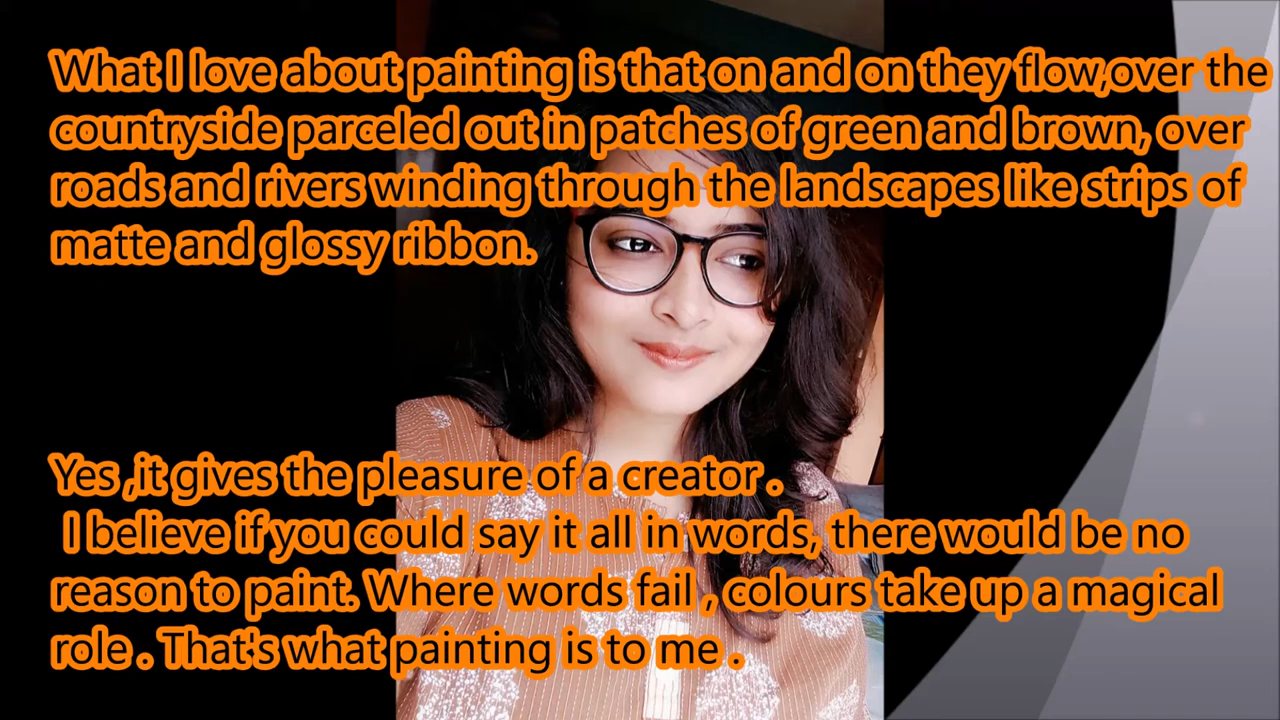 What I love about painting is that on and on they flow,over the
countryside parceled out in patches of green and brown, over
roads and rivers winding through the landscapes like strips of
matte and glossy ribbon.
Yes ,it gives the pleasure of a creator .
I believe if you could say it all in words, there would be no
reason to paint. Where words fail , colours take up a magical
role . That's what painting is to me .